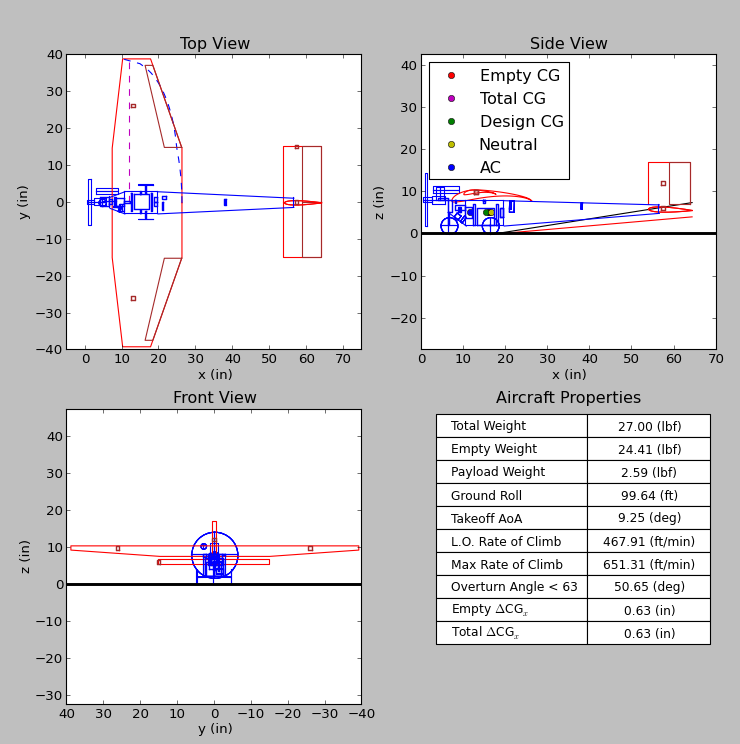 Top View
40
30
20
10
0
−10
−20
−30
−40
y (in)
0 10 20 30 40 50 60 70
x (in)
Side View
Empty CG
Total CG
Design CG
Neutral
AC
40
30
20
10
0
−10
−20
z (in)
0 10 20 30 40 50 60 70
x (in)
Front View
40
30
20
10
0
−10
−20
−30
z (in)
40 30 20 10 0 −10 −20 −30 −40
y (in)
Aircraft Properties
Total Weight 27.00 (lbf)
Empty Weight 24.41 (lbf)
Payload Weight 2.59 (lbf)
Ground Roll 99.64 (ft)
Takeoff AoA 9.25 (deg)
L.O. Rate of Climb 467.91 (ft/min)
Max Rate of Climb 651.31 (ft/min)
Overturn Angle < 63 50.65 (deg)
Empty ΔCGₓ 0.63 (in)
Total ΔCGₓ 0.63 (in)